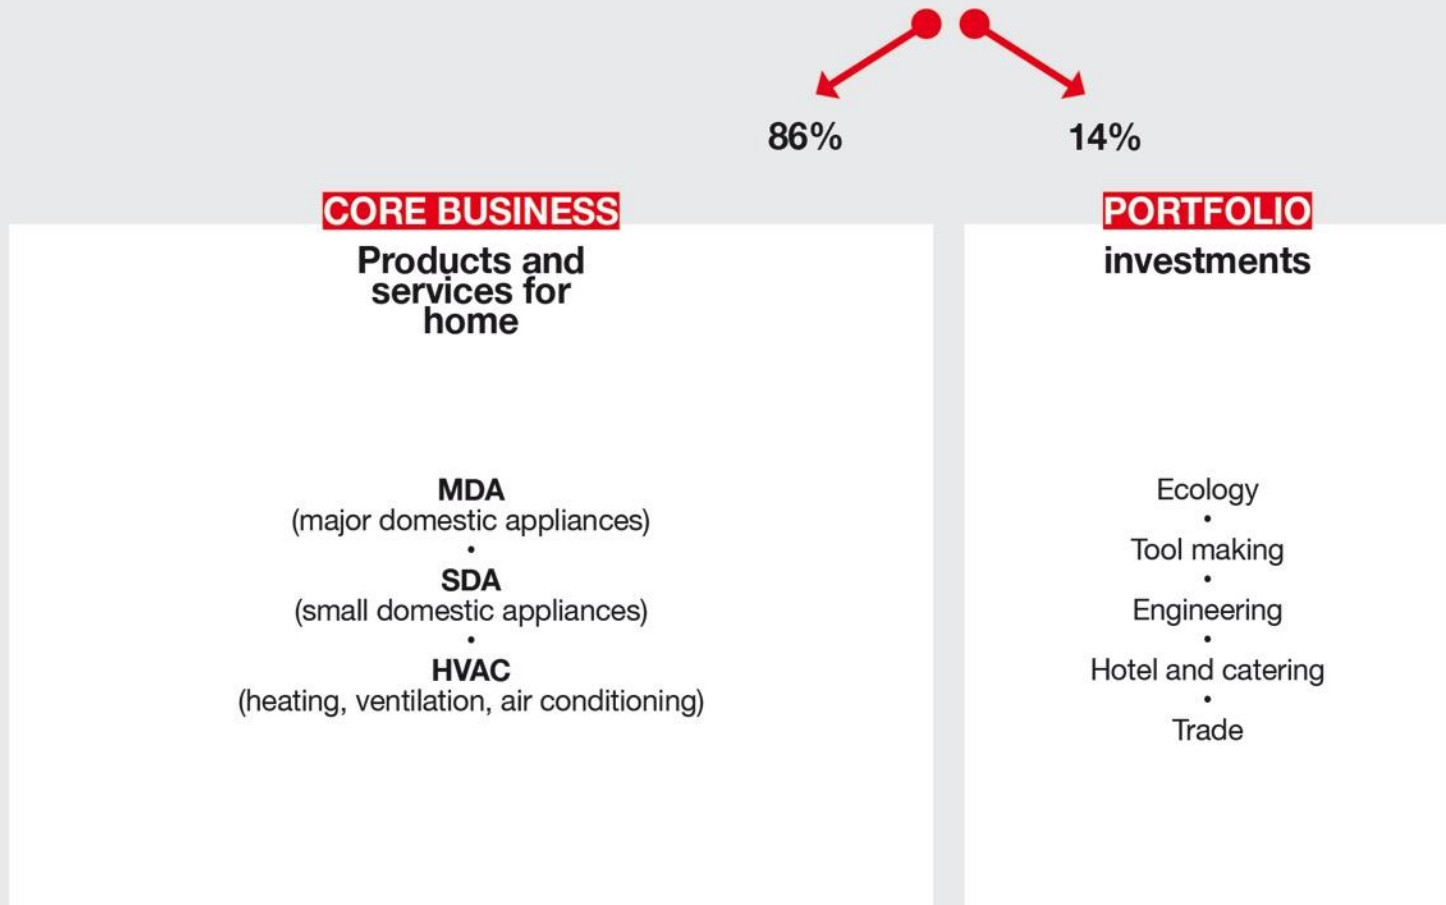 86%
14%
CORE BUSINESS
Products and
services for
home
MDA
(major domestic appliances)
•
SDA
(small domestic appliances)
•
HVAC
(heating, ventilation, air conditioning)
PORTFOLIO
investments
Ecology
•
Tool making
•
Engineering
•
Hotel and catering
•
Trade